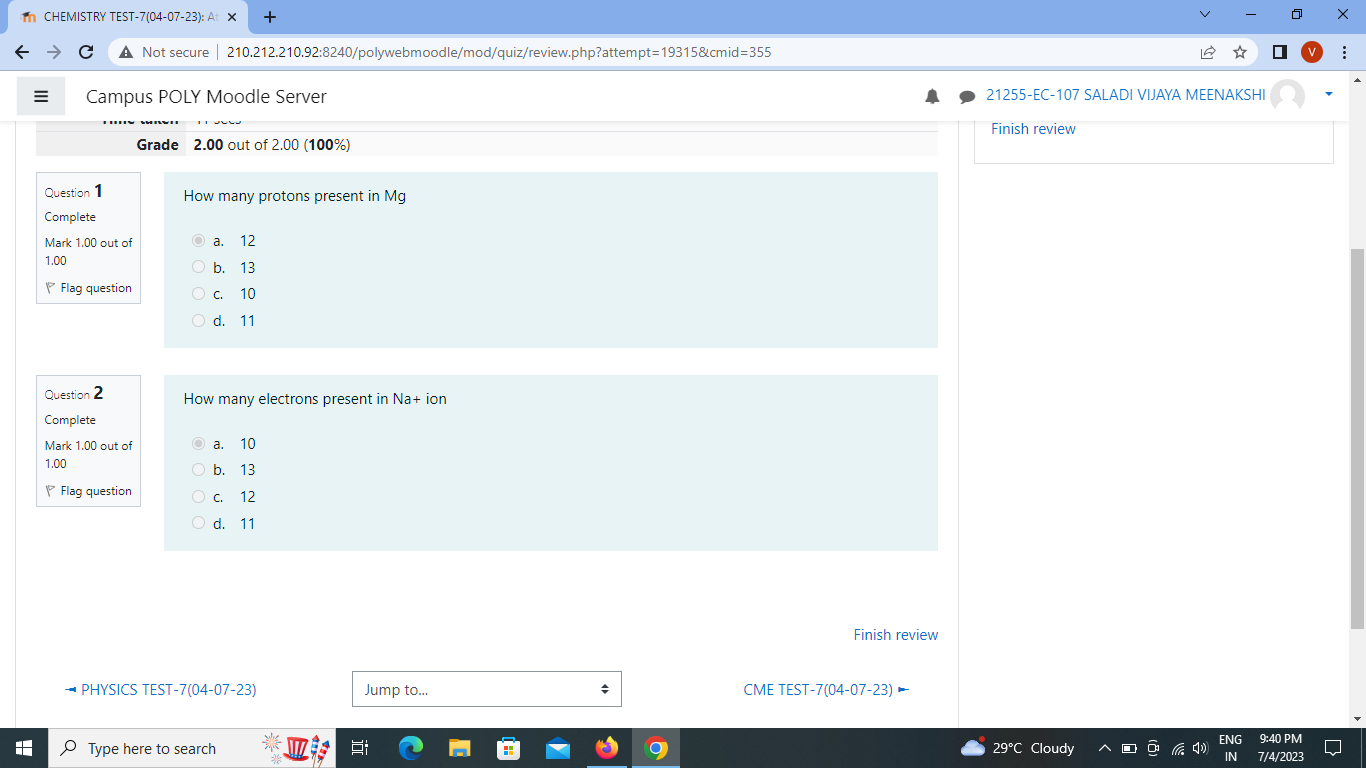 CHEMISTRY TEST-7(04-07-23): At
Not secure
210.212.210.92:8240/polywebmoodle/mod/quiz/review.php?attempt=19315&cmid=355
V
Campus POLY Moodle Server
21255-EC-107 SALADI VIJAYA MEENAKSHI
Time taken 11 secs
Grade 2.00 out of 2.00 (100%)
Finish review
Question 1
Complete
Mark 1.00 out of
1.00
Flag question
How many protons present in Mg
a. 12
b. 13
c. 10
d. 11
Question 2
Complete
Mark 1.00 out of
1.00
Flag question
How many electrons present in Na+ ion
a. 10
b. 13
c. 12
d. 11
Finish review
◄ PHYSICS TEST-7(04-07-23)
Jump to...
CME TEST-7(04-07-23) ►
Type here to search
29°C Cloudy
ENG
IN
9:40 PM
7/4/2023